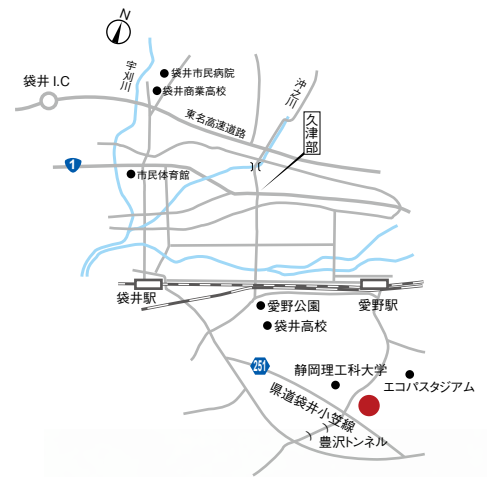 N
宇刈川
袋井市民病院
袋井商業高校
沖之川
袋井 I.C
東名高速道路
久津部
1
市民体育館
袋井駅
愛野公園
愛野駅
袋井高校
251
静岡理工科大学
エコパスタジアム
県道袋井小笠線
豊沢トンネル